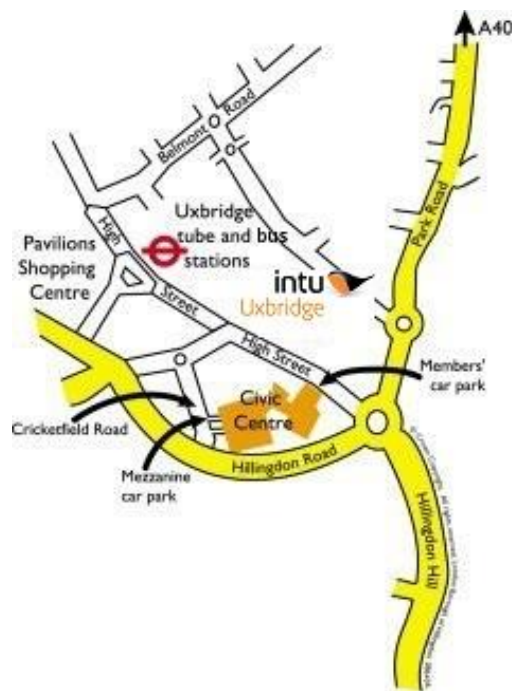 A40
Belmont Road
Park Road
High
Street
Uxbridge
tube and bus
stations
Pavilions
Shopping
Centre
intu
Uxbridge
High Street
Members'
car park
Civic
Centre
Cricketfield Road
Mezzanine
car park
Hillingdon Road
Hillingdon Hill